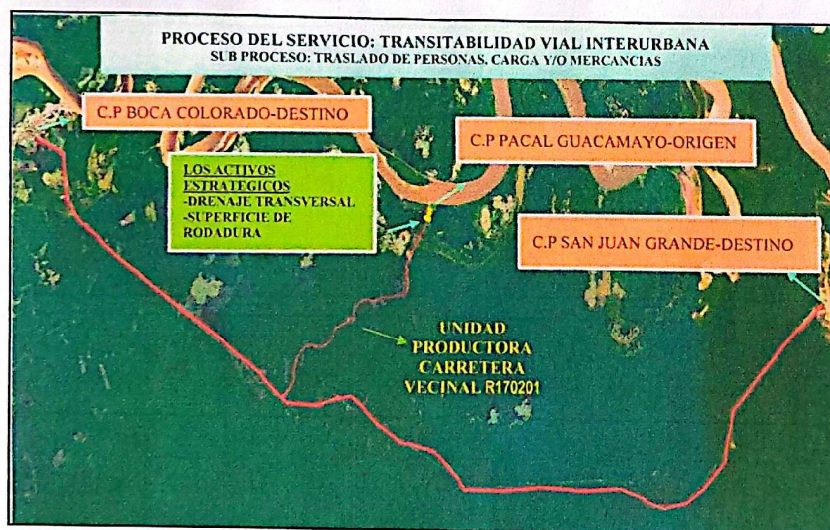 PROCESO DEL SERVICIO: TRANSITABILIDAD VIAL INTERURBANA
SUB PROCESO: TRASLADO DE PERSONAS, CARGA Y/O MERCANCIAS
C.P BOCA COLORADO-DESTINO
C.P PACAL GUACAMAYO-ORIGEN
LOS ACTIVOS
ESTRATEGICOS
-DRENAJE TRANSVERSAL
-SUPERFICIE DE
RODADURA
C.P SAN JUAN GRANDE-DESTINO
UNIDAD
PRODUCTORA
CARRETERA
VECINAL R170201